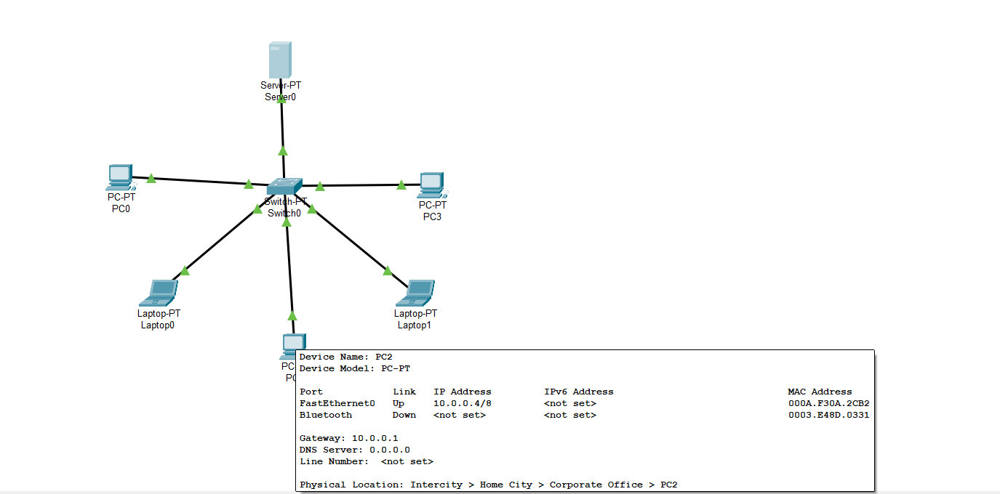 Server-PT
Server0
PC-PT
PC0
Switch-PT
Switch0
PC-PT
PC3
Laptop-PT
Laptop0
Laptop-PT
Laptop1
PC
PC
Device Name: PC2
Device Model: PC-PT
Port Link IP Address IPv6 Address MAC Address
FastEthernet0 Up 10.0.0.4/8 <not set> 000A.F30A.2CB2
Bluetooth Down <not set> <not set> 0003.E48D.0331
Gateway: 10.0.0.1
DNS Server: 0.0.0.0
Line Number: <not set>
Physical Location: Intercity > Home City > Corporate Office > PC2